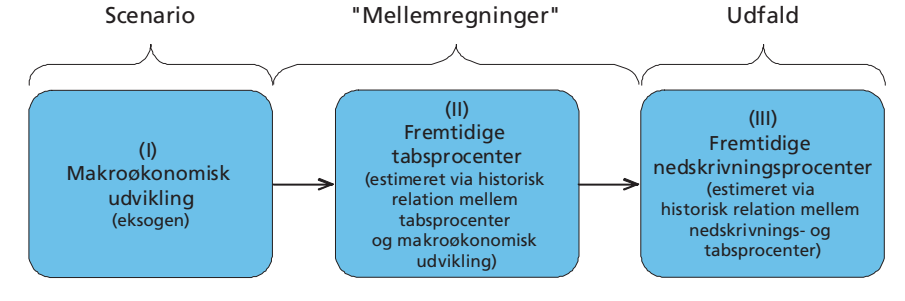 Scenario
"Mellemregninger"
Udfald
(I)
Makroøkonomisk
udvikling
(eksogen)
(II)
Fremtidige
tabsprocenter
(estimeret via historisk
relation mellem
tabsprocenter
og makroøkonomisk
udvikling)
(III)
Fremtidige
nedskrivningsprocenter
(estimeret via
historisk relation mellem
nedskrivnings- og
tabsprocenter)